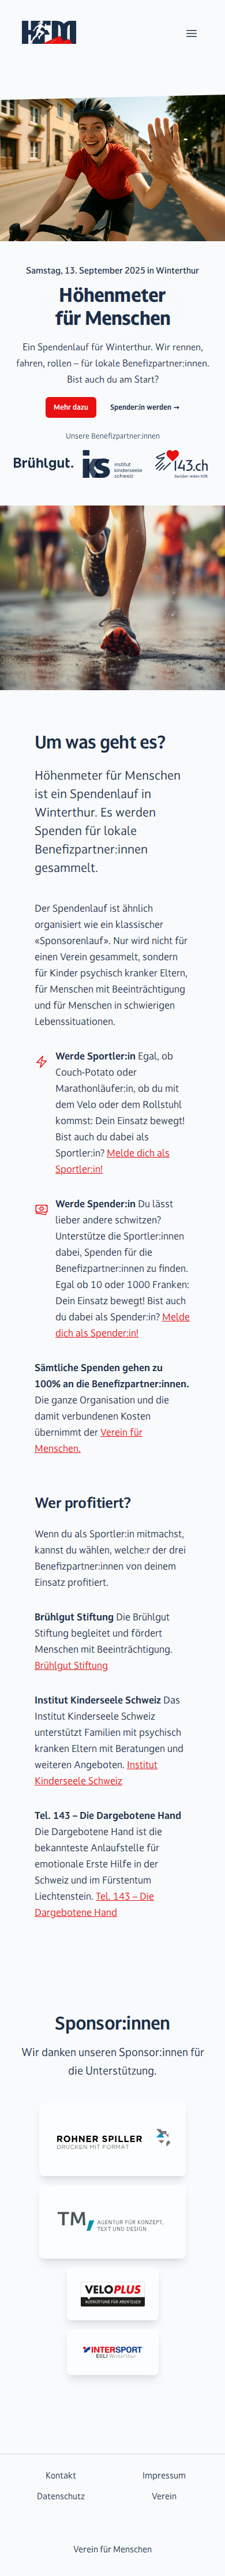 HöM
Samstag, 13. September 2025 in Winterthur
Höhenmeter
für Menschen
Ein Spendenlauf für Winterthur. Wir rennen,
fahren, rollen – für lokale Benefizpartner:innen.
Bist auch du am Start?
Mehr dazu
Spender:in werden →
Unsere Benefizpartner:innen
Brühlgut.
iks institut
kinderseele
schweiz
143.ch
Um was geht es?
Höhenmeter für Menschen
ist ein Spendenlauf in
Winterthur. Es werden
Spenden für lokale
Benefizpartner:innen
gesammelt.
Der Spendenlauf ist ähnlich
organisiert wie ein klassischer
«Sponsorenlauf». Nur wird nicht für
einen Verein gesammelt, sondern
für Kinder psychisch kranker Eltern,
für Menschen mit Beeinträchtigung
und für Menschen in schwierigen
Lebenssituationen.
Werde Sportler:in Egal, ob
Couch-Potato oder
Marathonläufer:in, ob du mit
dem Velo oder dem Rollstuhl
kommst: Dein Einsatz bewegt!
Bist auch du dabei als
Sportler:in? Melde dich als
Sportler:in!
Werde Spender:in Du lässt
lieber andere schwitzen?
Unterstütze die Sportler:innen
dabei, Spenden für die
Benefizpartner:innen zu finden.
Egal ob 10 oder 1000 Franken:
Dein Einsatz bewegt! Bist auch
du dabei als Spender:in? Melde
dich als Spender:in!
Sämtliche Spenden gehen zu
100% an die Benefizpartner:innen.
Die ganze Organisation und die
damit verbundenen Kosten
übernimmt der Verein für
Menschen.
Wer profitiert?
Wenn du als Sportler:in mitmachst,
kannst du wählen, welche:r der drei
Benefizpartner:innen von deinem
Einsatz profitiert.
Brühlgut Stiftung Die Brühlgut
Stiftung begleitet und fördert
Menschen mit Beeinträchtigung.
Brühlgut Stiftung
Institut Kinderseele Schweiz Das
Institut Kinderseele Schweiz
unterstützt Familien mit psychisch
kranken Eltern mit Beratungen und
weiteren Angeboten. Institut
Kinderseele Schweiz
Tel. 143 – Die Dargebotene Hand
Die Dargebotene Hand ist die
bekannteste Anlaufstelle für
emotionale Erste Hilfe in der
Schweiz und im Fürstentum
Liechtenstein. Tel. 143 – Die
Dargebotene Hand
Sponsor:innen
Wir danken unseren Sponsor:innen für
die Unterstützung.
ROHNER SPILLER
DRUCKEN MIT FORMAT
TM AGENTUR FÜR KONZEPT,
TEXT UND DESIGN
VELOPLUS
AUSRÜSTUNG FÜR ABENTEUER
INTERSPORT
EGLI Winterthur
Kontakt
Impressum
Datenschutz
Verein
Verein für Menschen